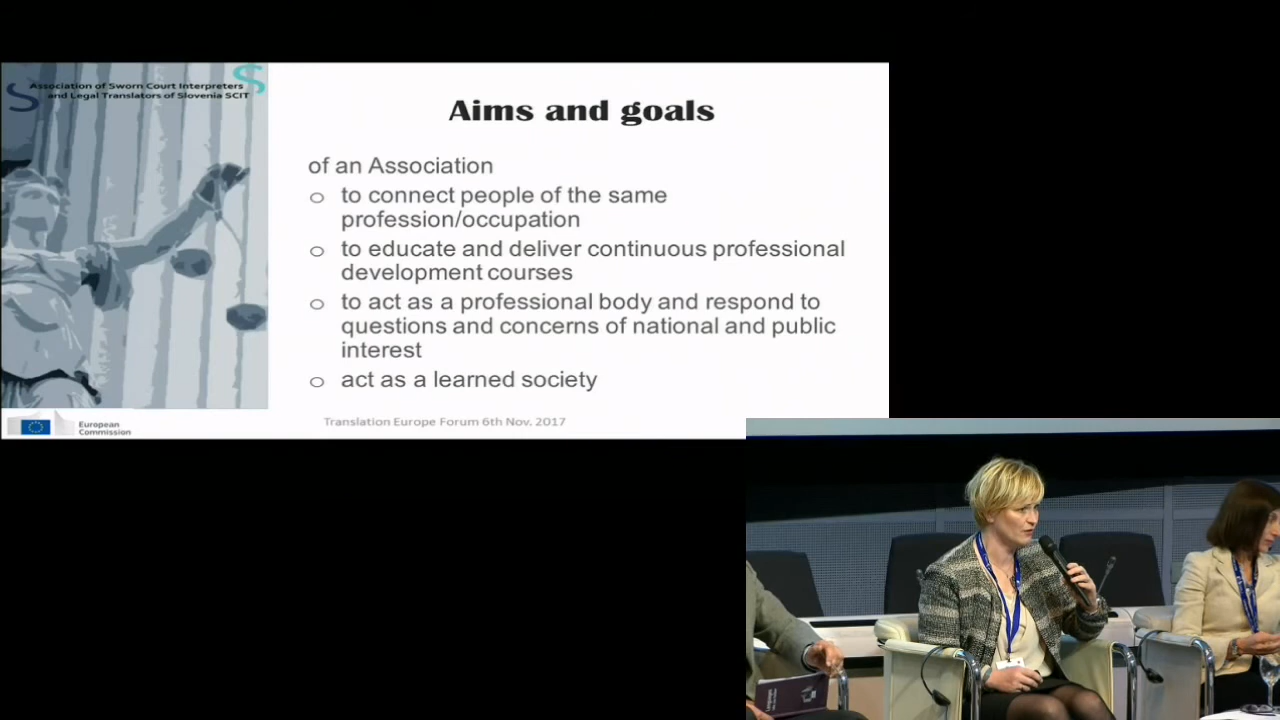 Association of Sworn Court Interpreters
and Legal Translators of Slovenia SCIT
Aims and goals
of an Association
o to connect people of the same
profession/occupation
o to educate and deliver continuous professional
development courses
o to act as a professional body and respond to
questions and concerns of national and public
interest
o act as a learned society
European
Commission
Translation Europe Forum 6th Nov. 2017